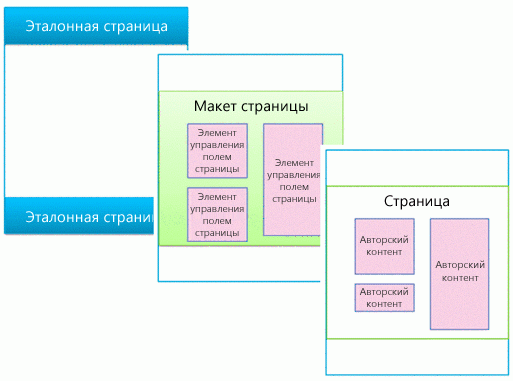 Эталонная страница
Макет страницы
Элемент
управления
полем
страницы
Элемент
управления
полем
страницы
Элемент
управления
полем
страницы
Эталонная страни
Страница
Авторский
контент
Авторский
контент
Авторский
контент